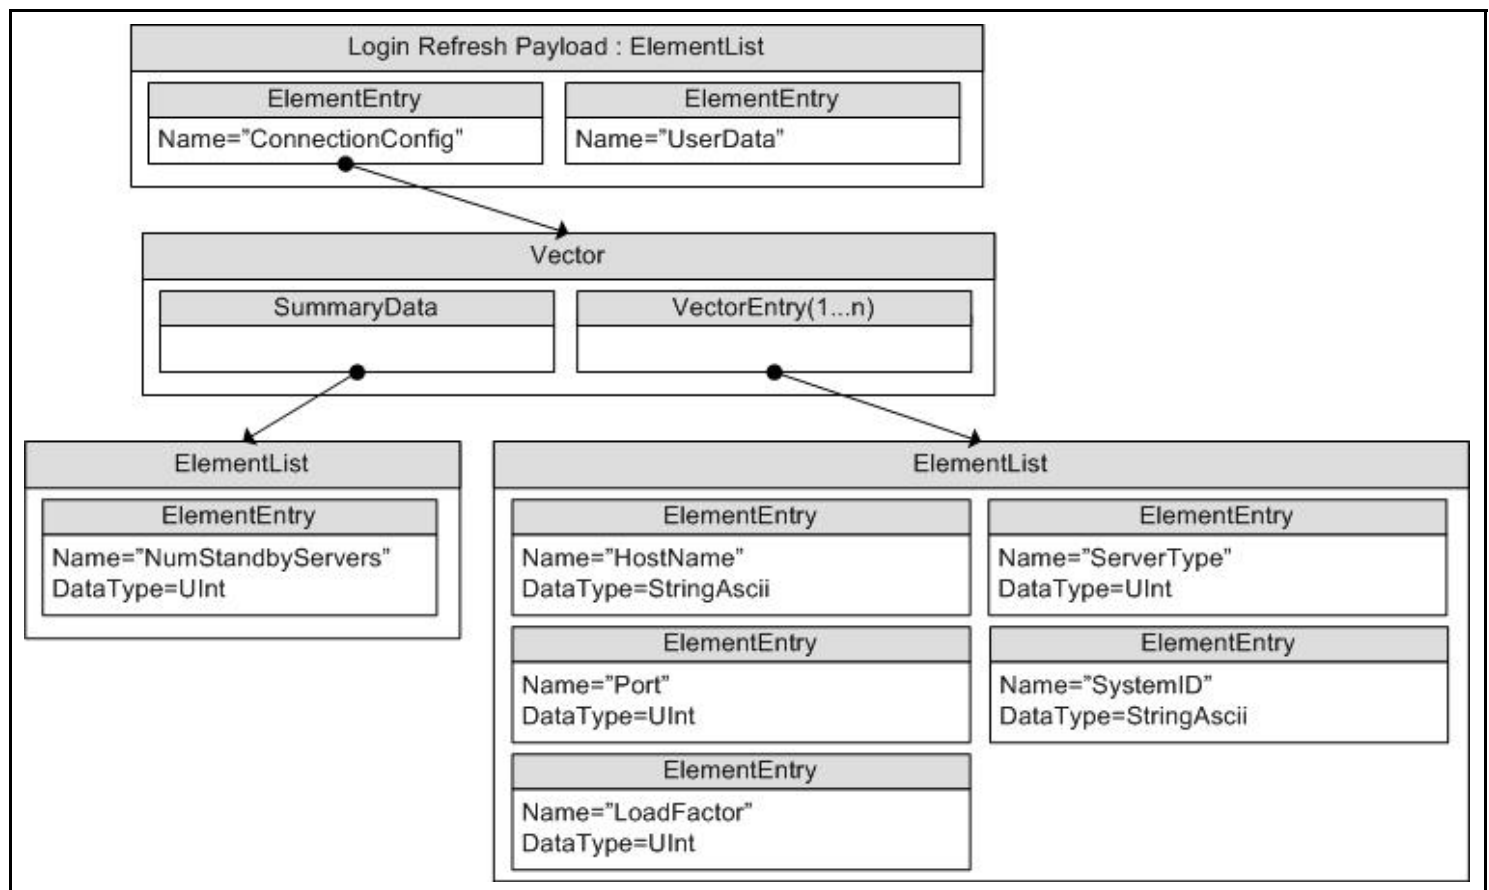 Login Refresh Payload : ElementList
ElementEntry
Name=”ConnectionConfig”
ElementEntry
Name=”UserData”
Vector
SummaryData
VectorEntry(1...n)
ElementList
ElementEntry
Name=”NumStandbyServers”
DataType=UInt
ElementList
ElementEntry
Name=”HostName”
DataType=StringAscii
ElementEntry
Name=”ServerType”
DataType=UInt
ElementEntry
Name=”Port”
DataType=UInt
ElementEntry
Name=”SystemID”
DataType=StringAscii
ElementEntry
Name=”LoadFactor”
DataType=UInt